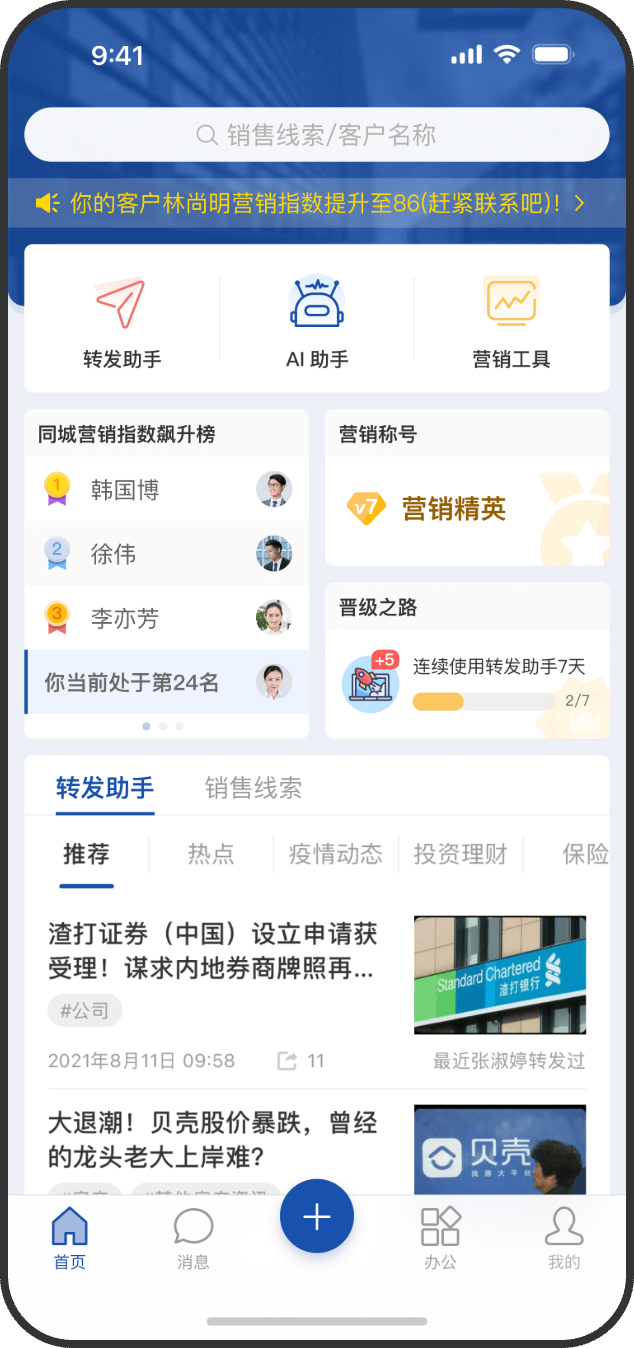 9:41
销售线索/客户名称
你的客户林尚明营销指数提升至86(赶紧联系吧)!
转发助手
AI 助手
营销工具
同城营销指数飙升榜
1
韩国博
2
徐伟
3
李亦芳
你当前处于第24名
营销称号
v7
营销精英
晋级之路
+5
连续使用转发助手7天
2/7
转发助手
销售线索
推荐
热点
疫情动态
投资理财
保险
渣打证券（中国）设立申请获
受理！谋求内地券商牌照再...
#公司
Standard Chartered
渣打银行
2021年8月11日 09:58
11
最近张淑婷转发过
大退潮！贝壳股价暴跌，曾经
的龙头老大上岸难？
贝壳
找房大平台
首页
消息
办公
我的